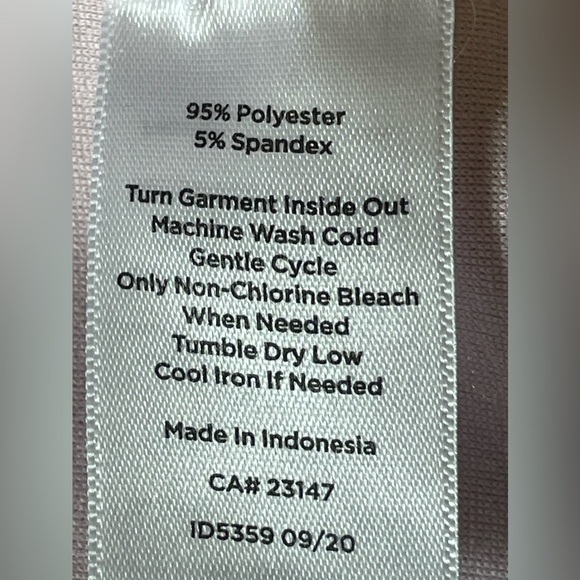 95% Polyester
5% Spandex
Turn Garment Inside Out
Machine Wash Cold
Gentle Cycle
Only Non-Chlorine Bleach
When Needed
Tumble Dry Low
Cool Iron If Needed
Made In Indonesia
CA# 23147
ID5359 09/20